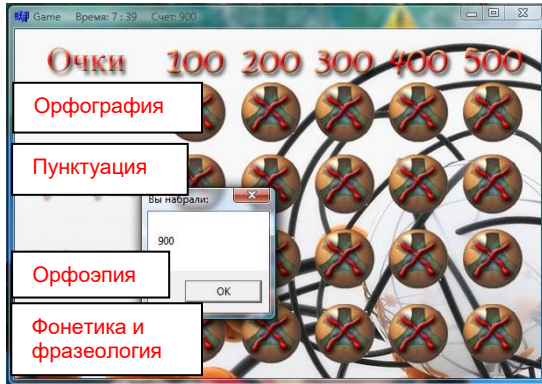 Game Время: 7 : 39 Счет: 900
Очки 100 200 300 400 500
Орфография
Пунктуация
Вы набрали:
900
Орфоэпия
OK
Фонетика и
фразеология